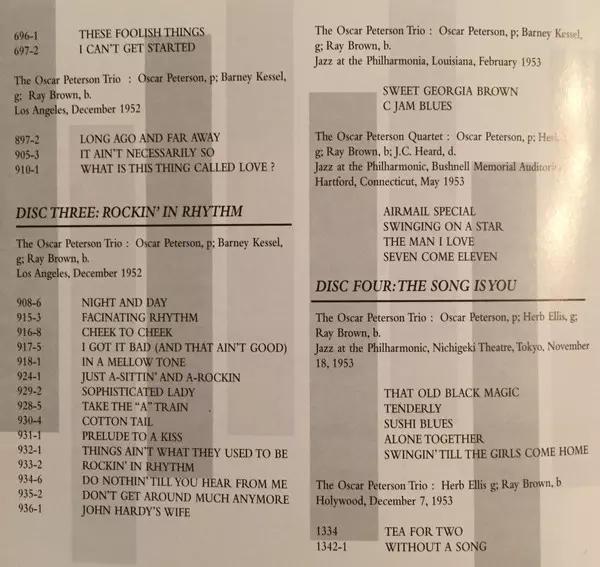 696-1 THESE FOOLISH THINGS
697-2 I CAN'T GET STARTED
The Oscar Peterson Trio : Oscar Peterson, p; Barney Kessel,
g; Ray Brown, b.
Los Angeles, December 1952
897-2 LONG AGO AND FAR AWAY
905-3 IT AIN'T NECESSARILY SO
910-1 WHAT IS THIS THING CALLED LOVE ?
DISC THREE: ROCKIN' IN RHYTHM
The Oscar Peterson Trio : Oscar Peterson, p; Barney Kessel,
g; Ray Brown, b.
Los Angeles, December 1952
908-6 NIGHT AND DAY
915-3 FACINATING RHYTHM
916-8 CHEEK TO CHEEK
917-5 I GOT IT BAD (AND THAT AIN'T GOOD)
918-1 IN A MELLOW TONE
924-1 JUST A-SITTIN' AND A-ROCKIN
929-2 SOPHISTICATED LADY
928-5 TAKE THE "A" TRAIN
930-4 COTTON TAIL
931-1 PRELUDE TO A KISS
932-1 THINGS AIN'T WHAT THEY USED TO BE
933-2 ROCKIN' IN RHYTHM
934-6 DO NOTHIN' TILL YOU HEAR FROM ME
935-2 DON'T GET AROUND MUCH ANYMORE
936-1 JOHN HARDY'S WIFE
The Oscar Peterson Trio : Oscar Peterson, p; Barney Kessel,
g; Ray Brown, b.
Jazz at the Philharmonia, Louisiana, February 1953
SWEET GEORGIA BROWN
C JAM BLUES
The Oscar Peterson Quartet : Oscar Peterson, p;
g; Ray Brown, b; J.C. Heard, d.
Jazz at the Philharmonic, Bushnell Memorial
Hartford, Connecticut, May 1953
AIRMAIL SPECIAL
SWINGING ON A STAR
THE MAN I LOVE
SEVEN COME ELEVEN
DISC FOUR: THE SONG IS YOU
The Oscar Peterson Trio : Oscar Peterson, p; Herb Ellis, g;
Ray Brown, b.
Jazz at the Philharmonic, Nichigeki Theatre, Tokyo, November
18, 1953
THAT OLD BLACK MAGIC
TENDERLY
SUSHI BLUES
ALONE TOGETHER
SWINGIN' TILL THE GIRLS COME HOME
The Oscar Peterson Trio : Herb Ellis g; Ray Brown, b
Holywood, December 7, 1953
1334 TEA FOR TWO
1342-1 WITHOUT A SONG